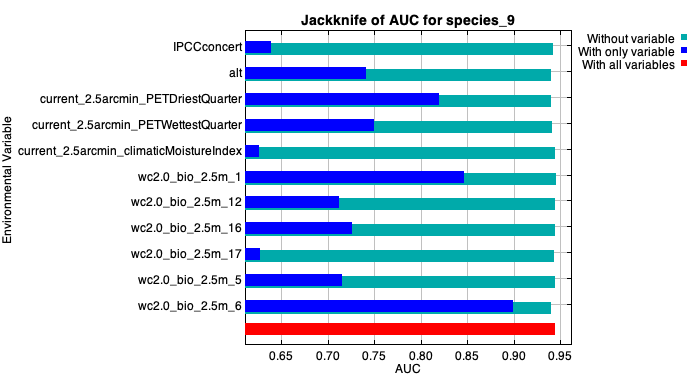 Jackknife of AUC for species_9
Without variable
With only variable
With all variables
Environmental Variable
IPCCconcert
alt
current_2.5arcmin_PETDriestQuarter
current_2.5arcmin_PETWettestQuarter
current_2.5arcmin_climaticMoistureIndex
wc2.0_bio_2.5m_1
wc2.0_bio_2.5m_12
wc2.0_bio_2.5m_16
wc2.0_bio_2.5m_17
wc2.0_bio_2.5m_5
wc2.0_bio_2.5m_6
0.65 0.70 0.75 0.80 0.85 0.90 0.95
AUC